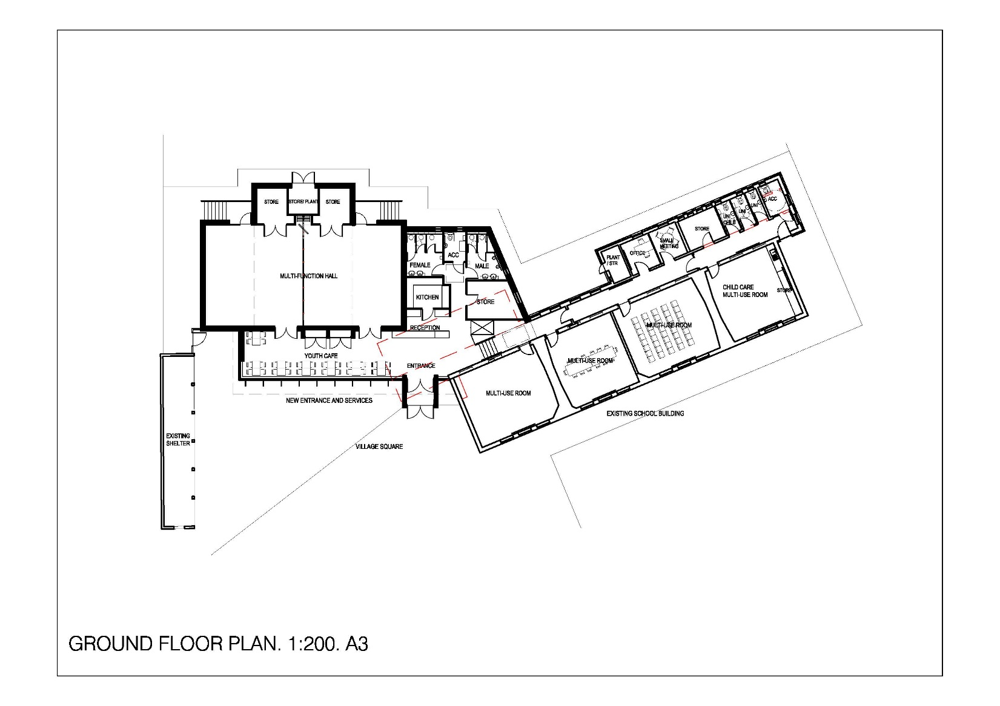 STORE
STORE/ PLANT
STORE
MULTI-FUNCTION HALL
FEMALE
ACC
MALE
KITCHEN
STORE
RECEPTION
YOUTH CAFE
ENTRANCE
NEW ENTRANCE AND SERVICES
EXISTING
SHELTER
VILLAGE SQUARE
MULTI-USE ROOM
MULTI-USE ROOM
MULTI-USE ROOM
CHILD CARE
MULTI-USE ROOM
STORE
PLANT
/ STR
OFFICE
SMALL
MEETING
STORE
UNI
CHILD
UNI
UNI
ACC
EXISTING SCHOOL BUILDING
GROUND FLOOR PLAN. 1:200. A3